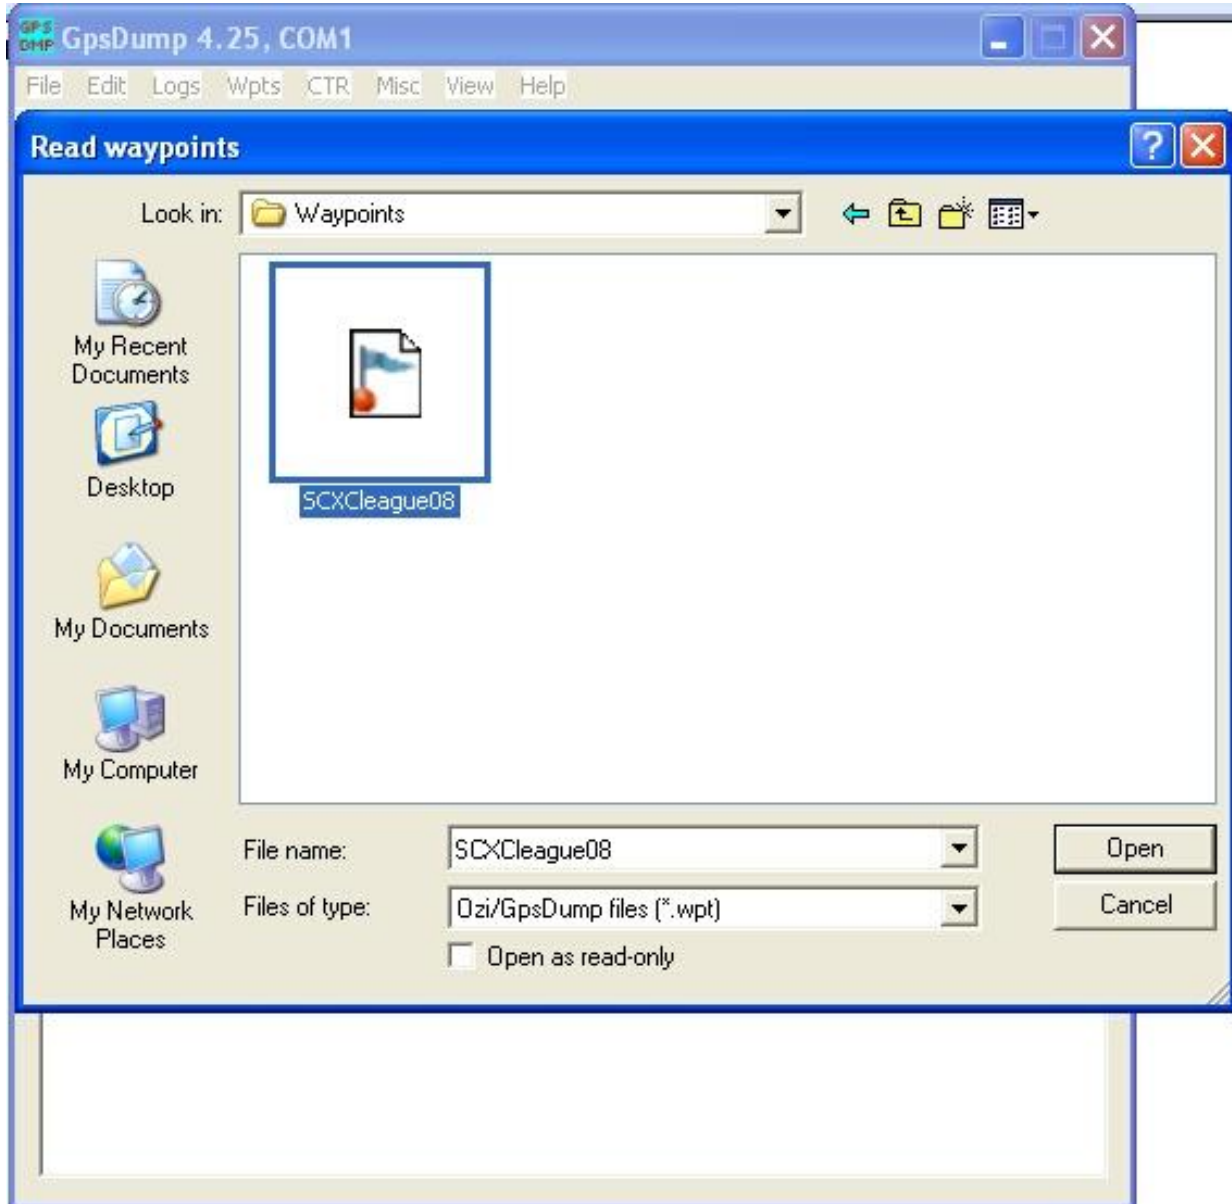 GPS
DMP
GpsDump 4.25, COM1
File Edit Logs Wpts CTR Misc View Help
Read waypoints
?
Look in: Waypoints
My Recent
Documents
Desktop
My Documents
My Computer
My Network
Places
SCXCleague08
File name: SCXCleague08
Open
Files of type: Ozi/GpsDump files (*.wpt)
Cancel
Open as read-only